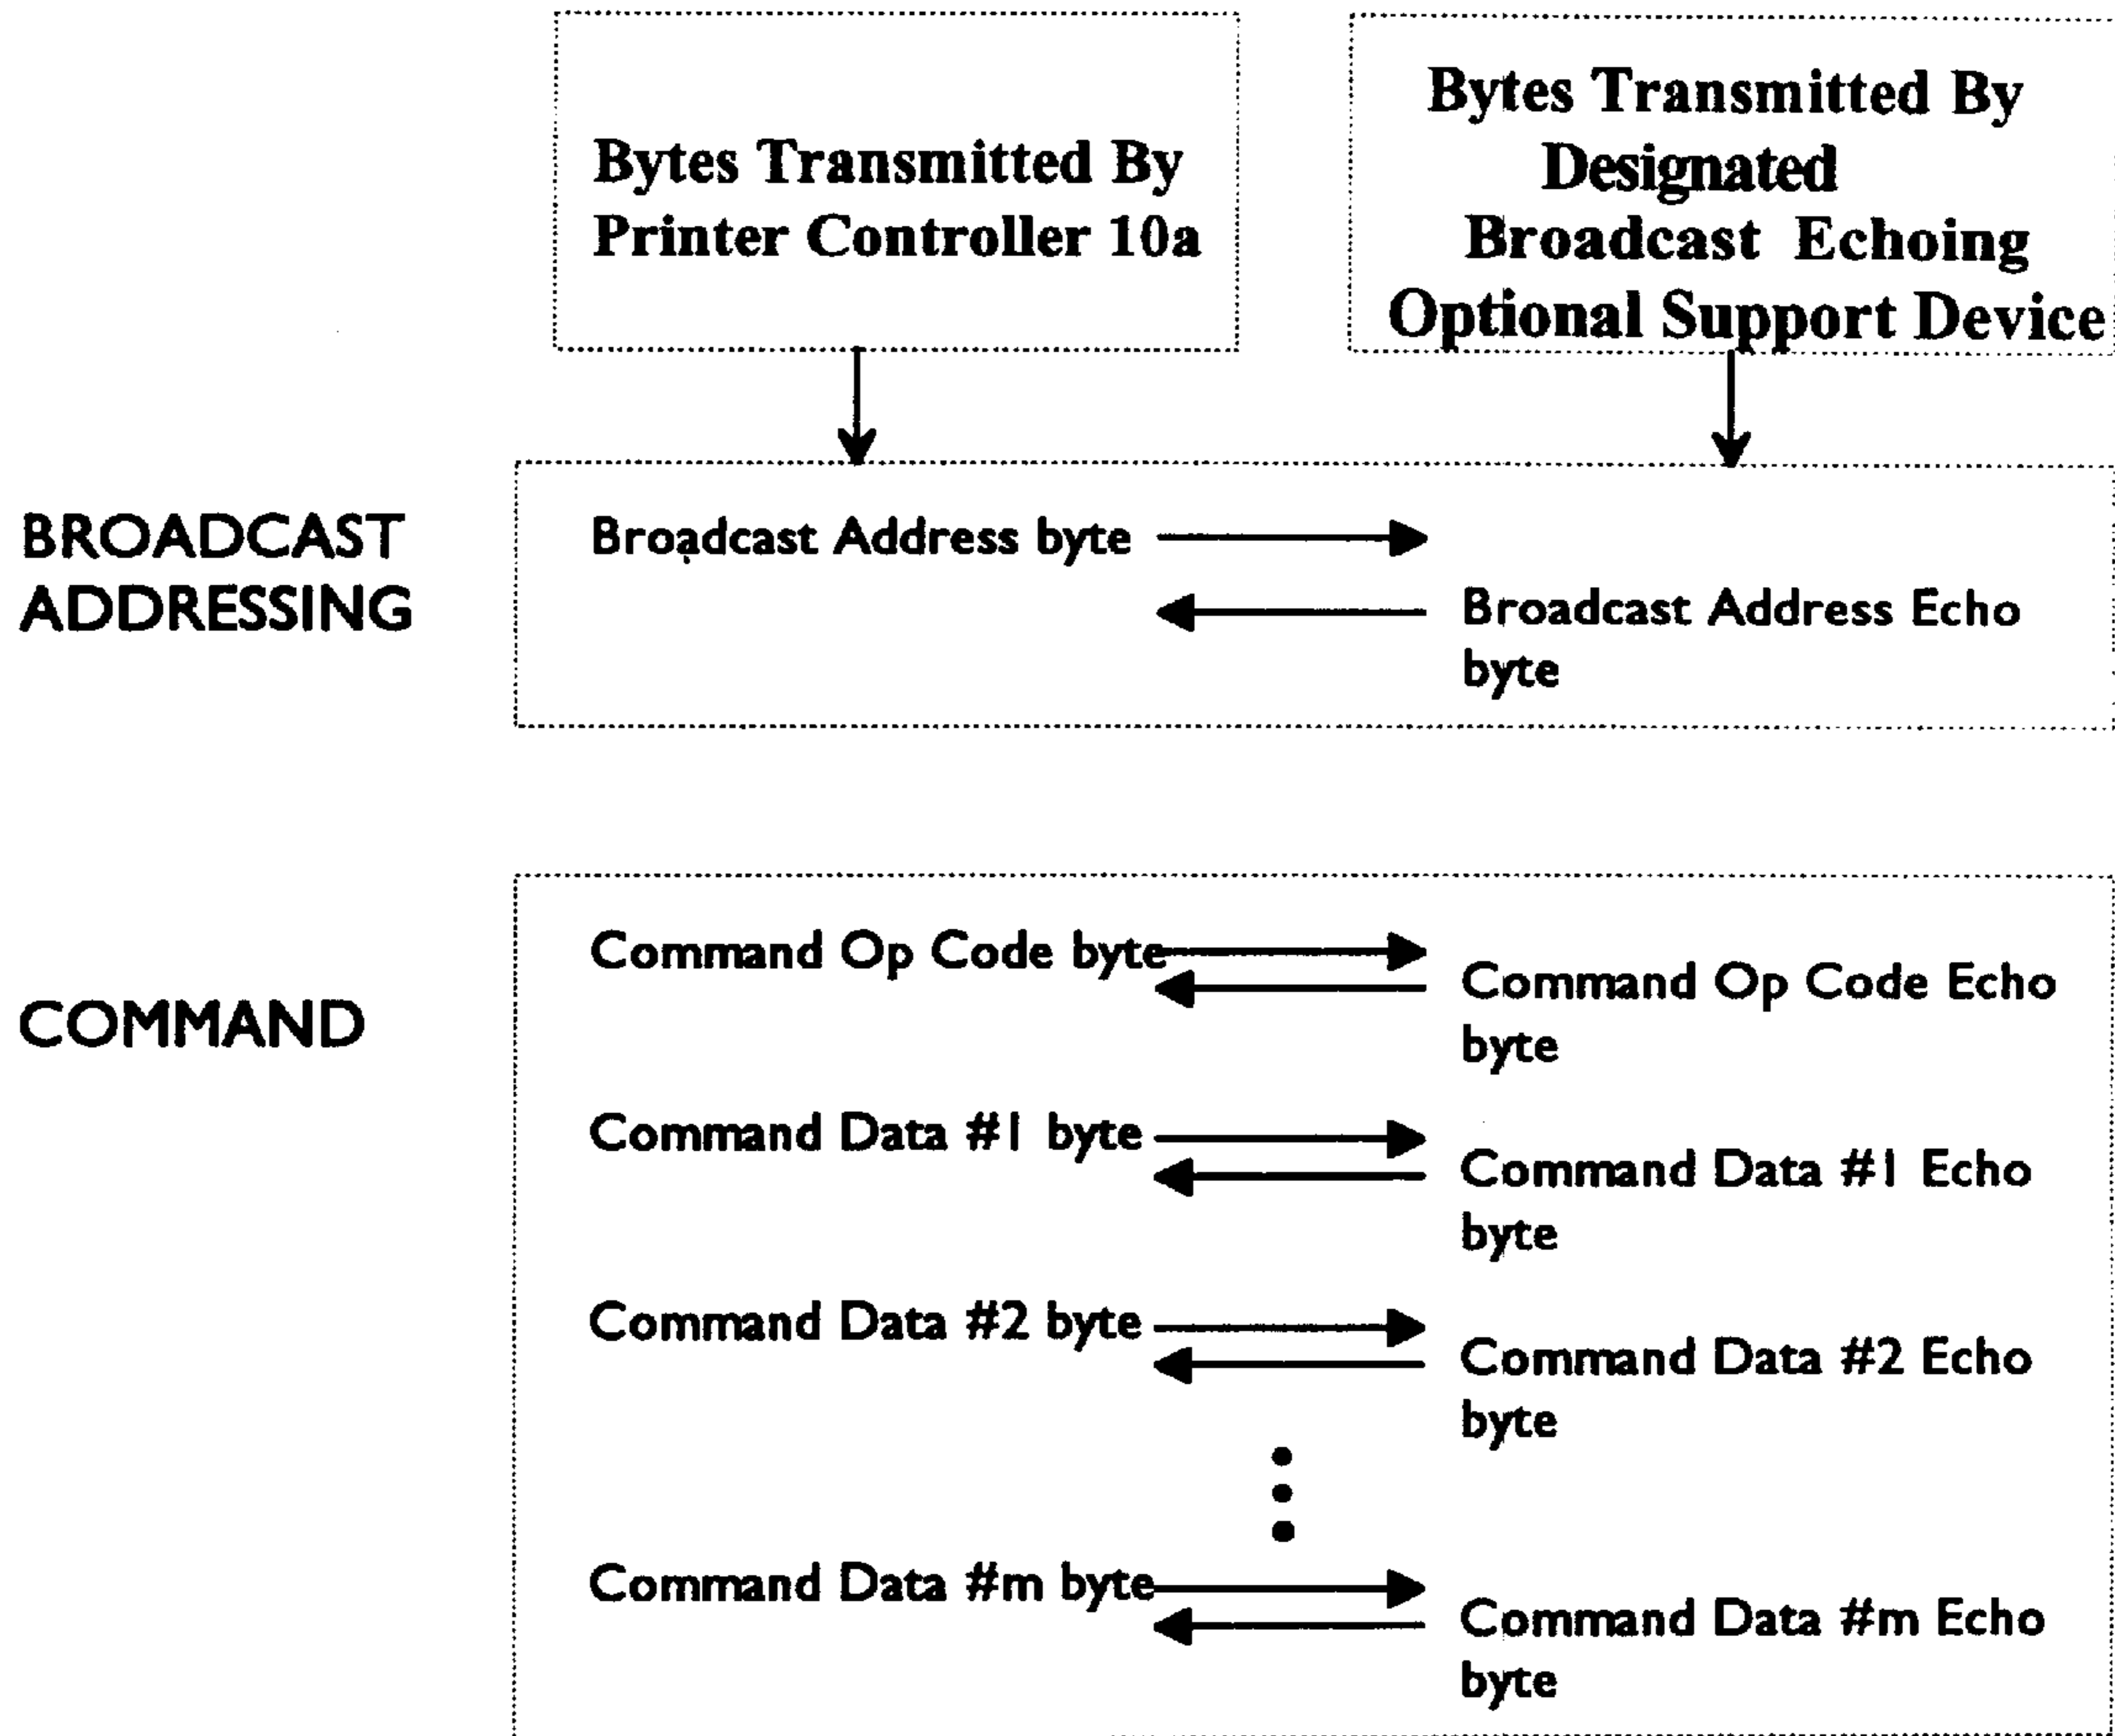 Bytes Transmitted By
Printer Controller 10a
Bytes Transmitted By
Designated
Broadcast Echoing
Optional Support Device
BROADCAST
ADDRESSING
Broadcast Address byte
Broadcast Address Echo
byte
COMMAND
Command Op Code byte
Command Op Code Echo
byte
Command Data #1 byte
Command Data #1 Echo
byte
Command Data #2 byte
Command Data #2 Echo
byte
Command Data #m byte
Command Data #m Echo
byte